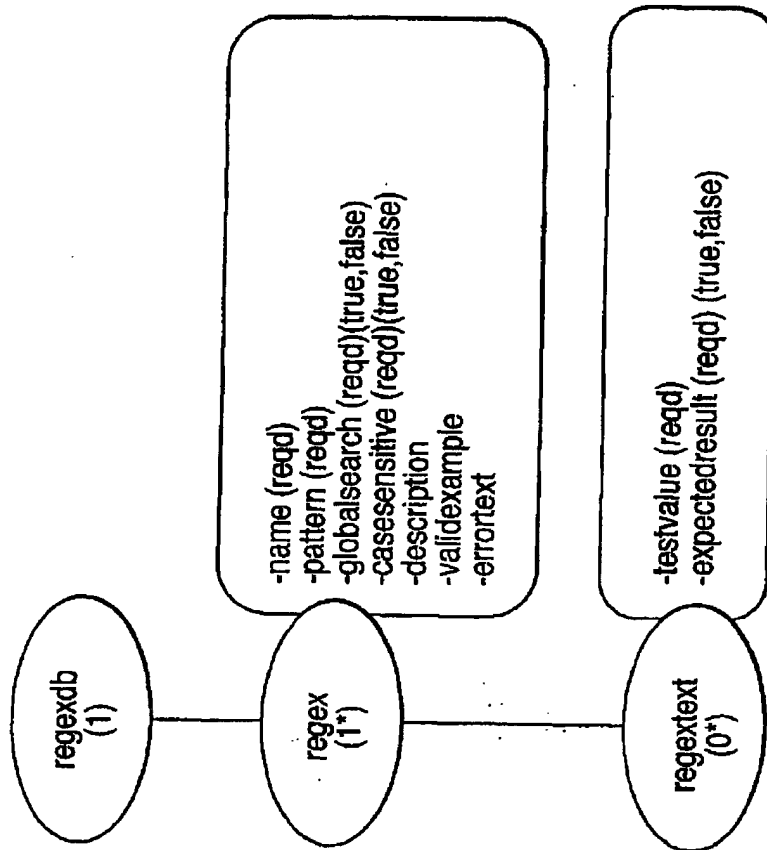 regexdb
(1)
regex
(1*)
-name (reqd)
-pattern (reqd)
-globalsearch (reqd)(true,false)
-casesensitive (reqd)(true,false)
-description
-validexample
-errortext
regextext
(0*)
-testvalue (reqd)
-expectedresult (reqd) (true,false)